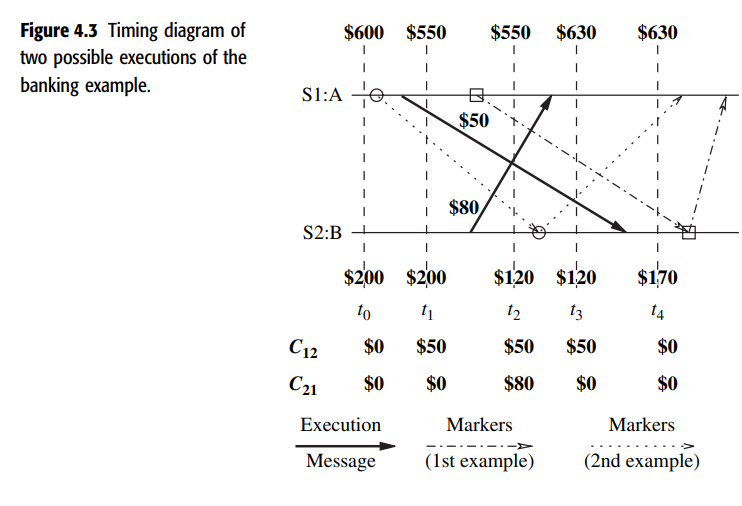 Figure 4.3 Timing diagram of
two possible executions of the
banking example.
$600 $550 $550 $630 $630
S1:A
$50
$80
S2:B
$200 $200 $120 $120 $170
t0 t1 t2 t3 t4
C12 $0 $50 $50 $50 $0
C21 $0 $0 $80 $0 $0
Execution Markers Markers
Message (1st example) (2nd example)